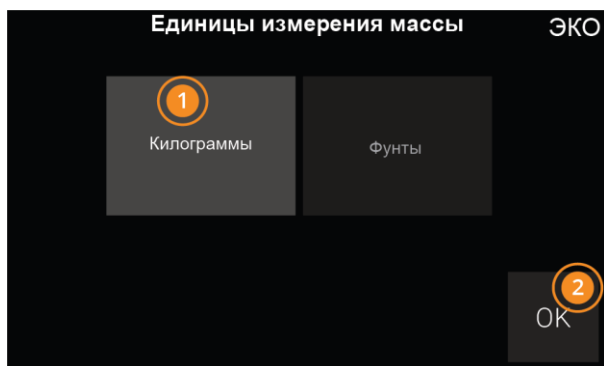 Единицы измерения массы
ЭКО
1
Килограммы
Фунты
2
OK